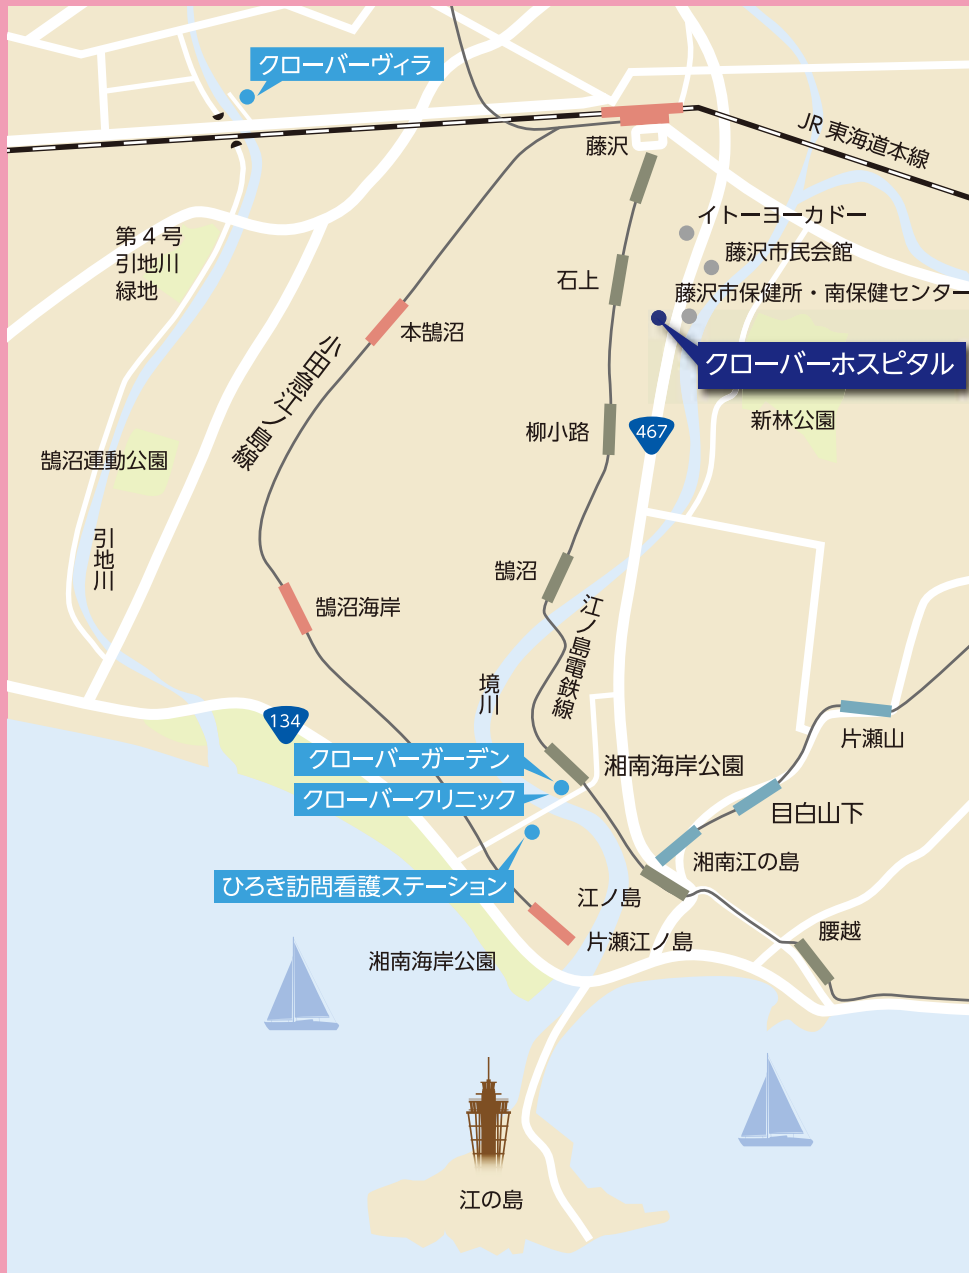 クローバーヴィラ
JR 東海道本線
藤沢
イトーヨーカドー
第4号
引地川
緑地
藤沢市民会館
石上
藤沢市保健所・南保健センター
本鵠沼
小田急江ノ島線
クローバーホスピタル
新林公園
柳小路
467
鵠沼運動公園
引地川
鵠沼
鵠沼海岸
江ノ島電鉄線
境川
134
片瀬山
クローバーガーデン
湘南海岸公園
クローバークリニック
目白山下
湘南江の島
ひろき訪問看護ステーション
江ノ島
腰越
片瀬江ノ島
湘南海岸公園
江の島